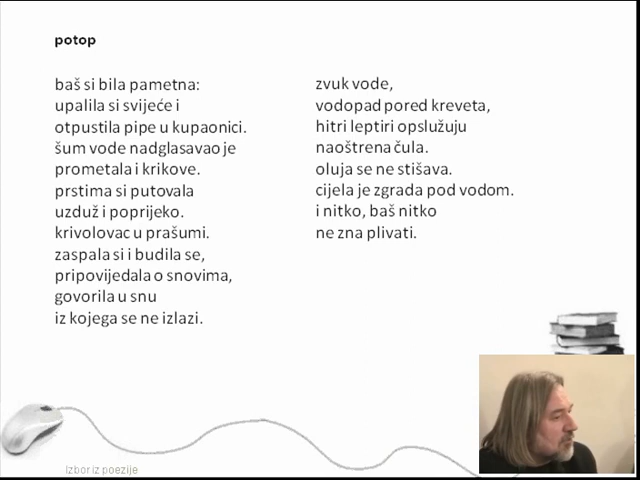 potop
baš si bila pametna:
upalila si svijeće i
otpustila pipe u kupaonici.
šum vode nadglasavao je
prometala i krikove.
prstima si putovala
uzduž i poprijeko.
krivolovac u prašumi.
zaspala si i budila se,
pripovijedala o snovima,
govorila u snu
iz kojega se ne izlazi.
zvuk vode,
vodopad pored kreveta,
hitri leptiri opslužuju
naoštrena čula.
oluja se ne stišava.
cijela je zgrada pod vodom.
i nitko, baš nitko
ne zna plivati.
Izbor iz poezije